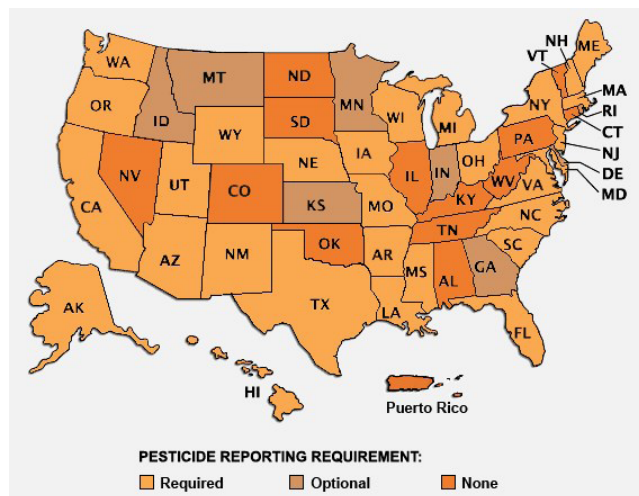 NH
ME
VT
WA
MT
ND
MN
MA
OR
ID
SD
WI
NY
RI
WY
MI
CT
PA
IA
NE
OH
NJ
NV
IL
IN
DE
UT
CO
WV
VA
MD
KS
MO
KY
CA
NC
TN
OK
SC
AZ
NM
AR
MS
AL
GA
TX
LA
AK
FL
HI
Puerto Rico
PESTICIDE REPORTING REQUIREMENT:
Required Optional None